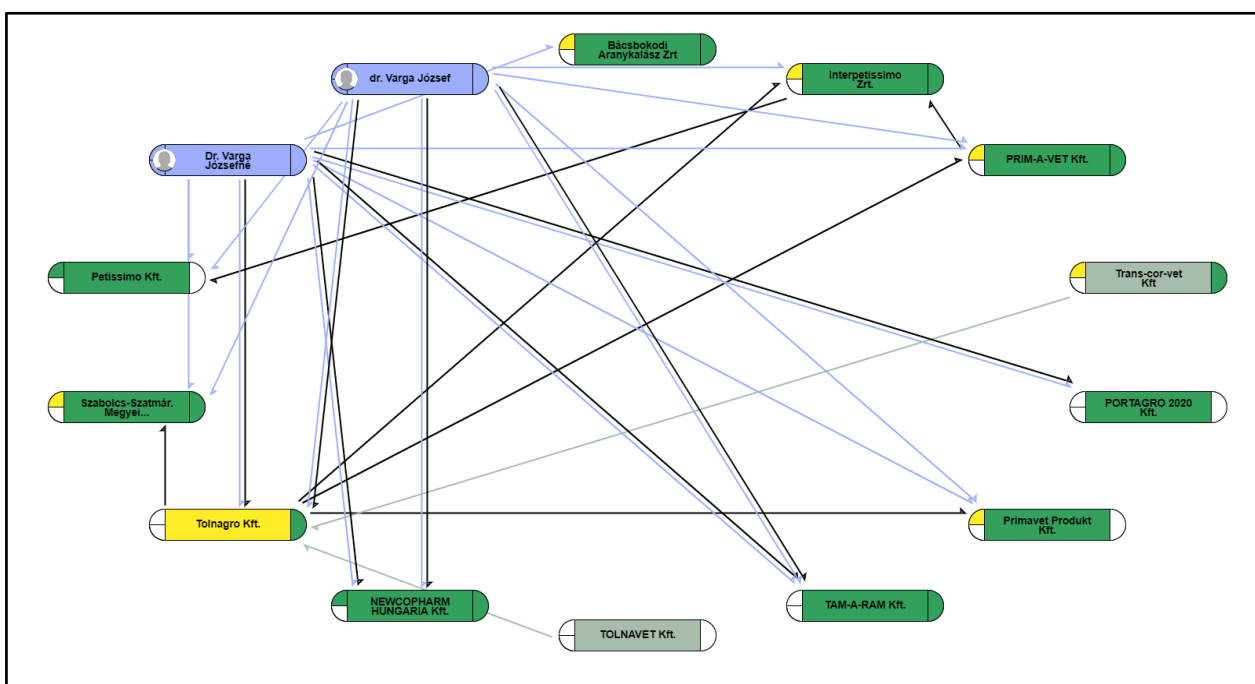 Bácsbokodi
Aranykalász Zrt
dr. Varga József
Interpetissimo
Zrt.
Dr. Varga
Józsefné
PRIM-A-VET Kft.
Petissimo Kft.
Trans-cor-vet
Kft
Szabolcs-Szatmár.
Megyei...
PORTAGRO 2020
Kft.
Tolnagro Kft.
Primavet Produkt
Kft.
NEWCOPHARM
HUNGÁRIA Kft.
TAM-A-RAM Kft.
TOLNAVET Kft.